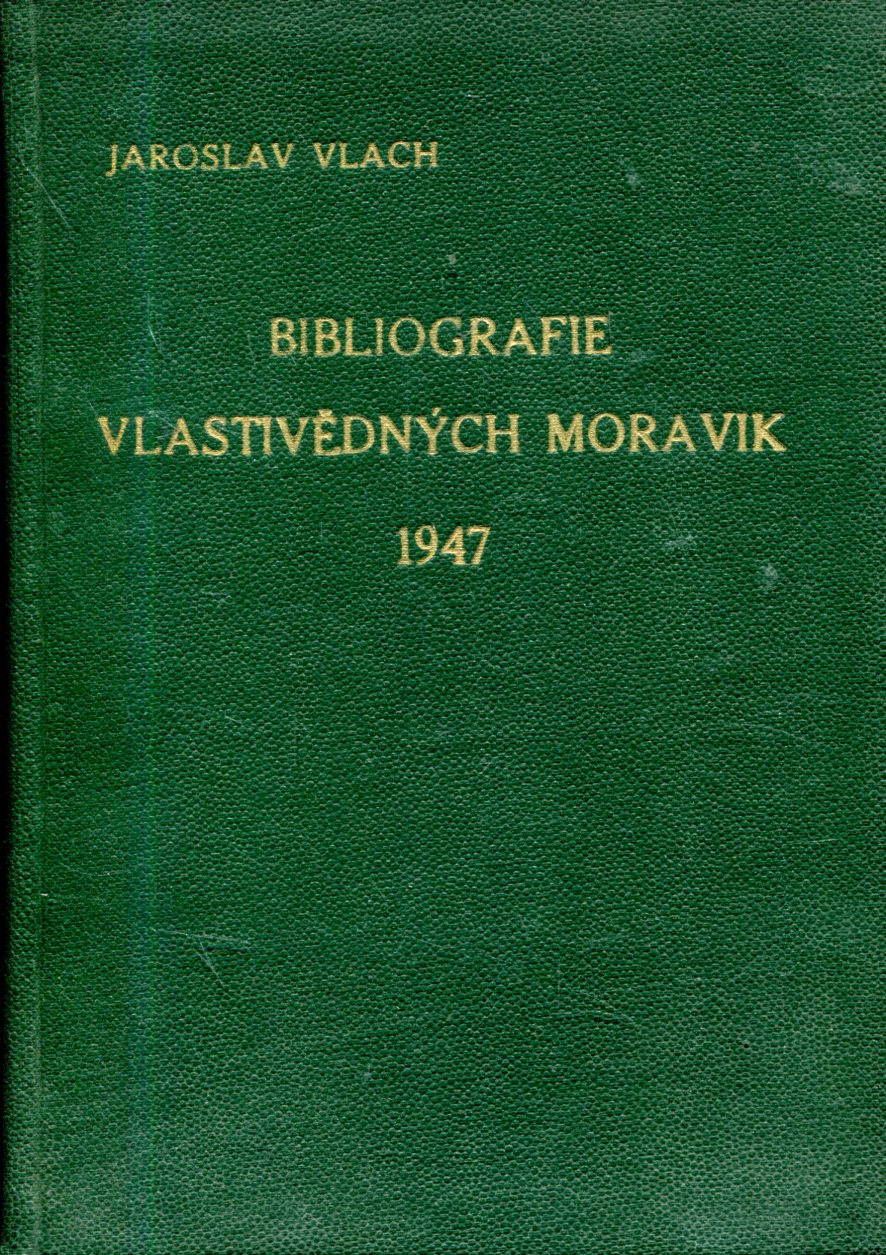 JAROSLAV VLACH
BIBLIOGRAFIE
VLASTIVĚDNÝCH MORAVIK
1947